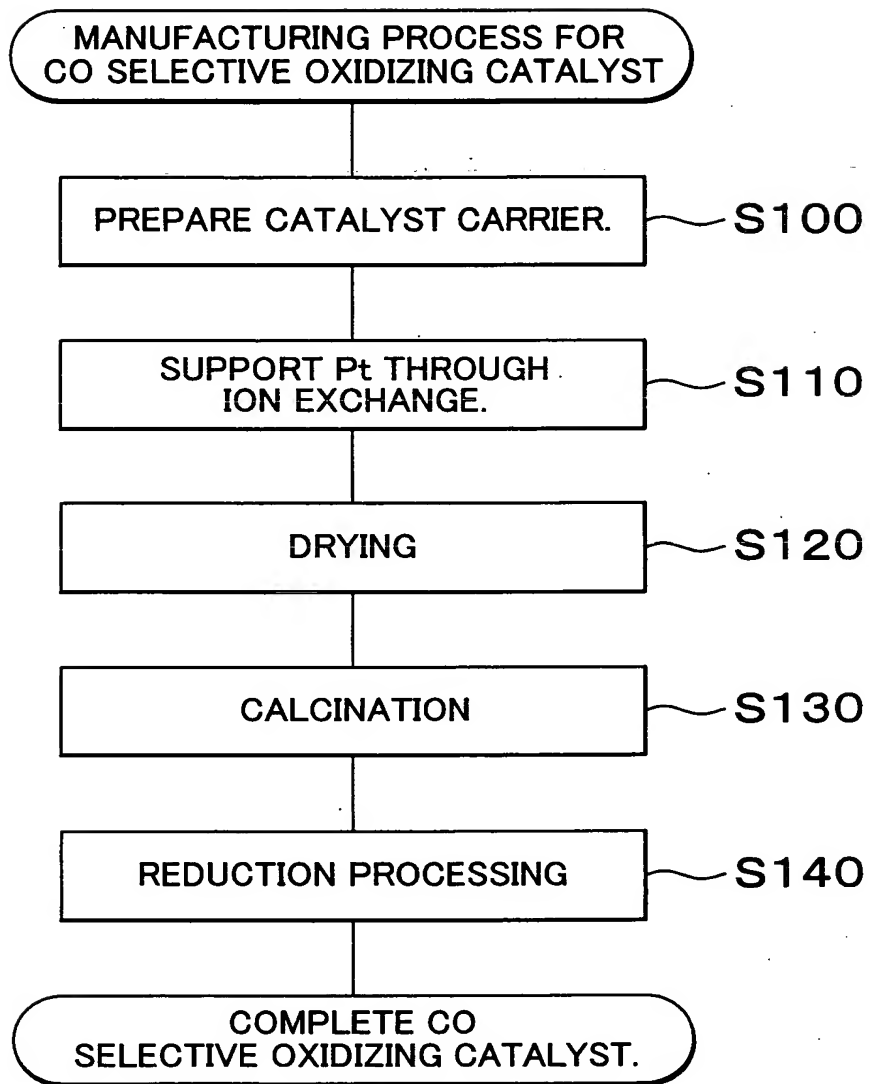 MANUFACTURING PROCESS FOR
CO SELECTIVE OXIDIZING CATALYST
PREPARE CATALYST CARRIER.
S100
SUPPORT Pt THROUGH
ION EXCHANGE.
S110
DRYING
S120
CALCINATION
S130
REDUCTION PROCESSING
S140
COMPLETE CO
SELECTIVE OXIDIZING CATALYST.